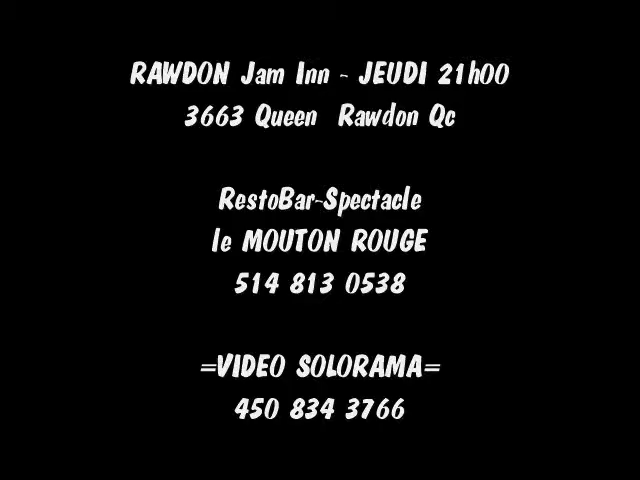 RAWDON Jam Inn - JEUDI 21h00
3663 Queen Rawdon Qc
RestoBar-Spectacle
le MOUTON ROUGE
514 813 0538
=VIDEO SOLORAMA=
450 834 3766